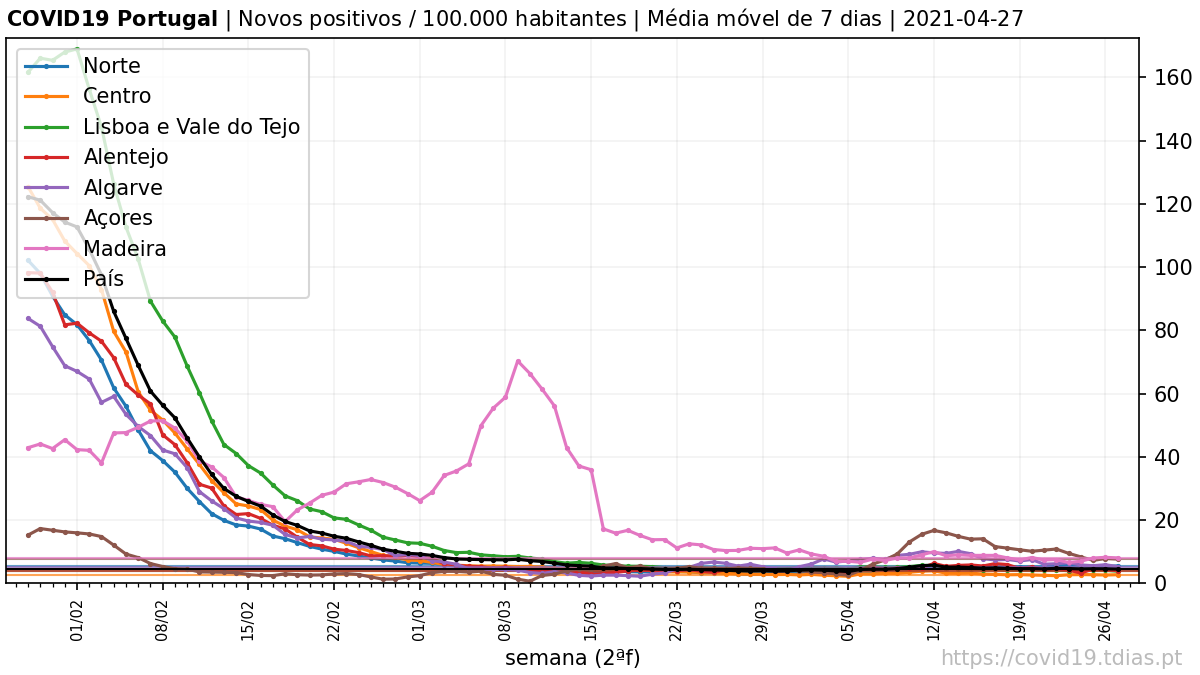 COVID19 Portugal | Novos positivos / 100.000 habitantes | Média móvel de 7 dias | 2021-04-27
Norte
Centro
Lisboa e Vale do Tejo
Alentejo
Algarve
Açores
Madeira
País
160
140
120
100
80
60
40
20
0
01/02
08/02
15/02
22/02
01/03
08/03
15/03
22/03
29/03
05/04
12/04
19/04
26/04
semana (2ªf)
https://covid19.tdias.pt